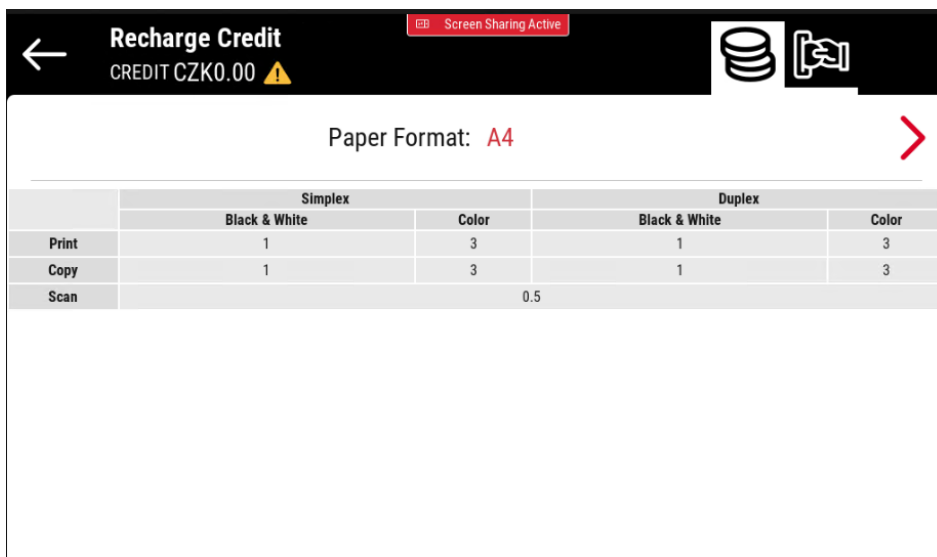 Screen Sharing Active
Recharge Credit
CREDIT CZK0.00
Paper Format: A4
Simplex Duplex
Black & White Color Black & White Color
Print 1 3 1 3
Copy 1 3 1 3
Scan 0.5